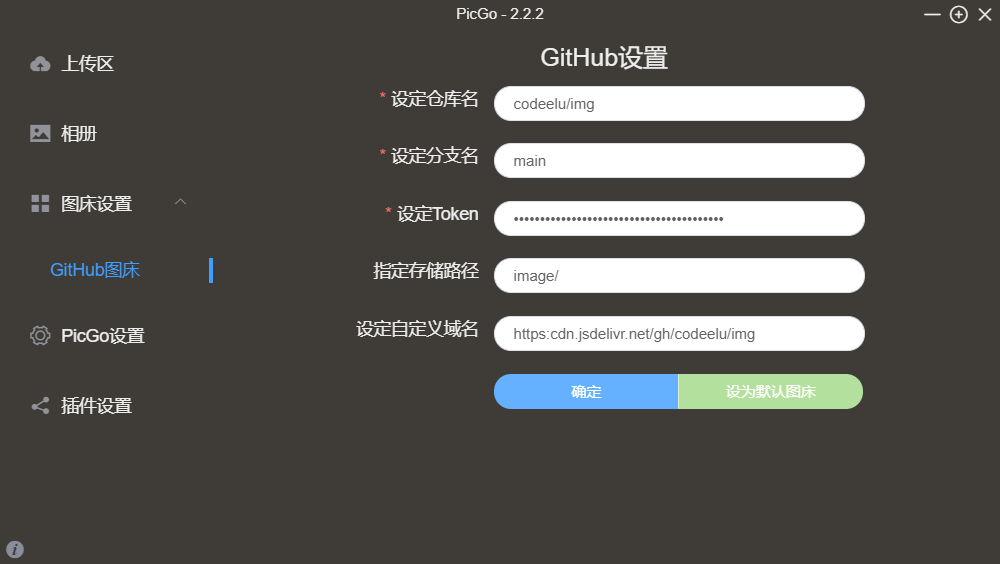 PicGo - 2.2.2
上传区
相册
图床设置
GitHub图床
PicGo设置
插件设置
GitHub设置
* 设定仓库名
codeelu/img
* 设定分支名
main
* 设定Token
••••••••••••••••••••••••••••••••••••••••
指定存储路径
image/
设定自定义域名
https:cdn.jsdelivr.net/gh/codeelu/img
确定
设为默认图床